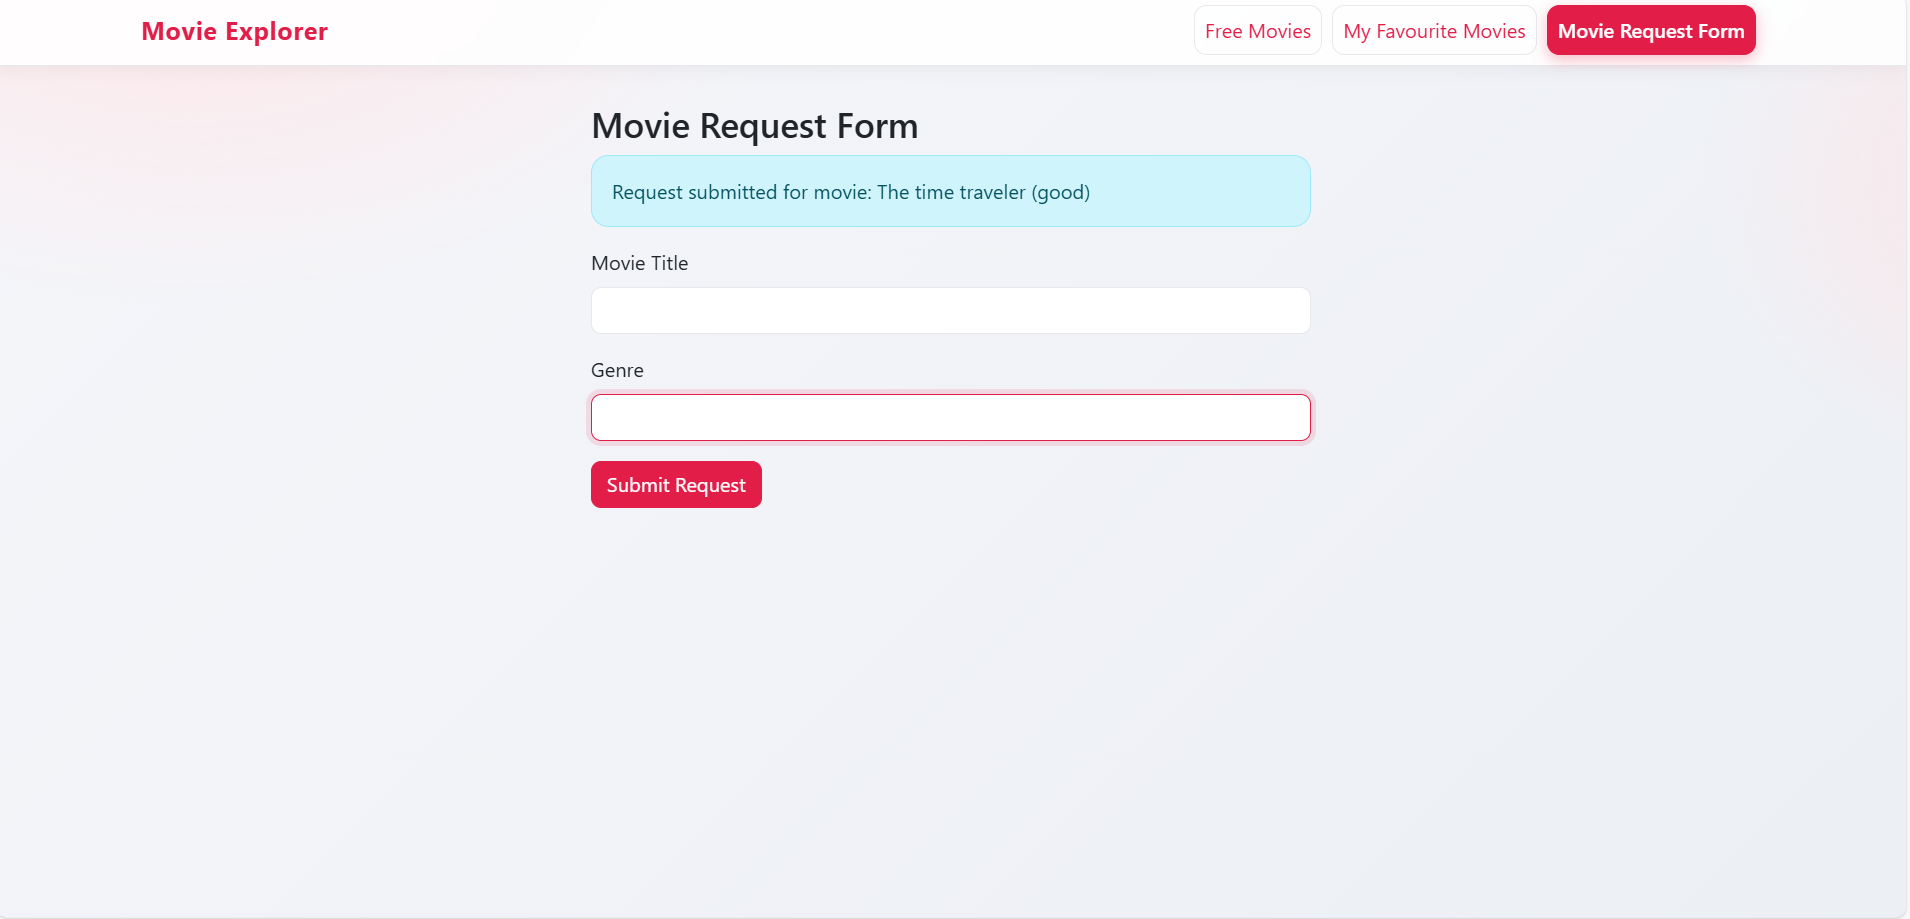 Movie Explorer
Free Movies
My Favourite Movies
Movie Request Form
Movie Request Form
Request submitted for movie: The time traveler (good)
Movie Title
Genre
Submit Request